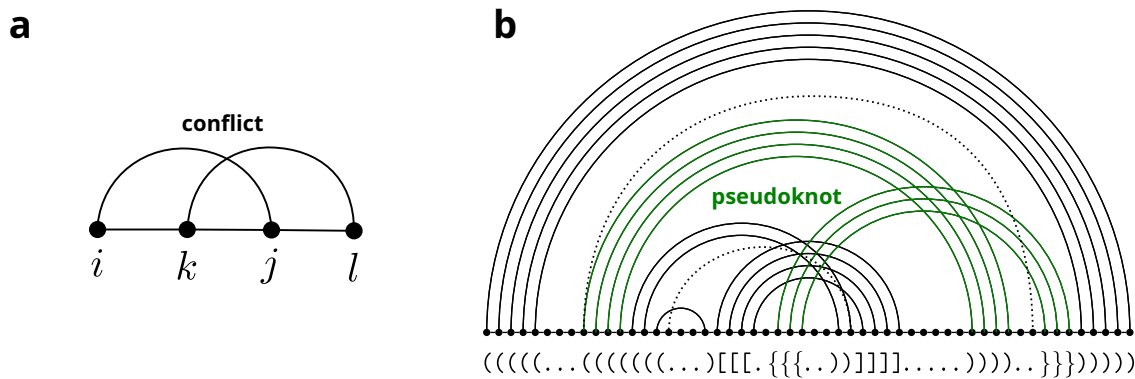 a
conflict
i k j l
b
pseudoknot
(((((...(((((((...)[[[[.{{{..))]]]].....))))..}}})))))